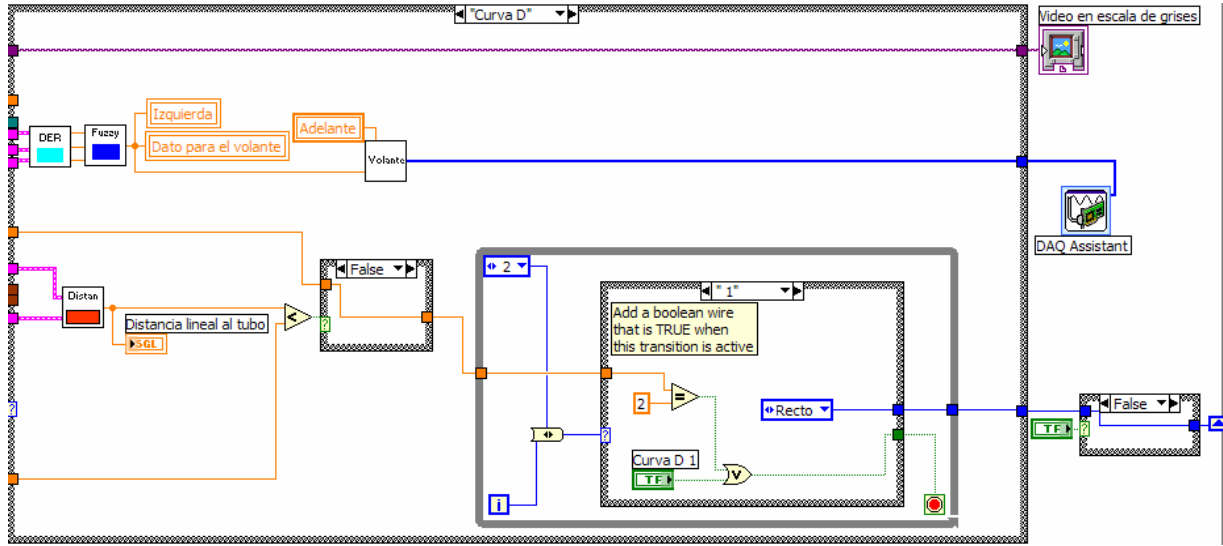 "Curva D"
Video en escala de grises
Izquierda
DER
Fuzzy
Adelante
Dato para el volante
Volante
DAQ Assistant
False
2
" 1"
Distan
Add a boolean wire
that is TRUE when
this transition is active
Distancia lineal al tubo
<
?
SGL
2
=
Recto
False
?
?
TF
?
Curva D 1
TF
V
i